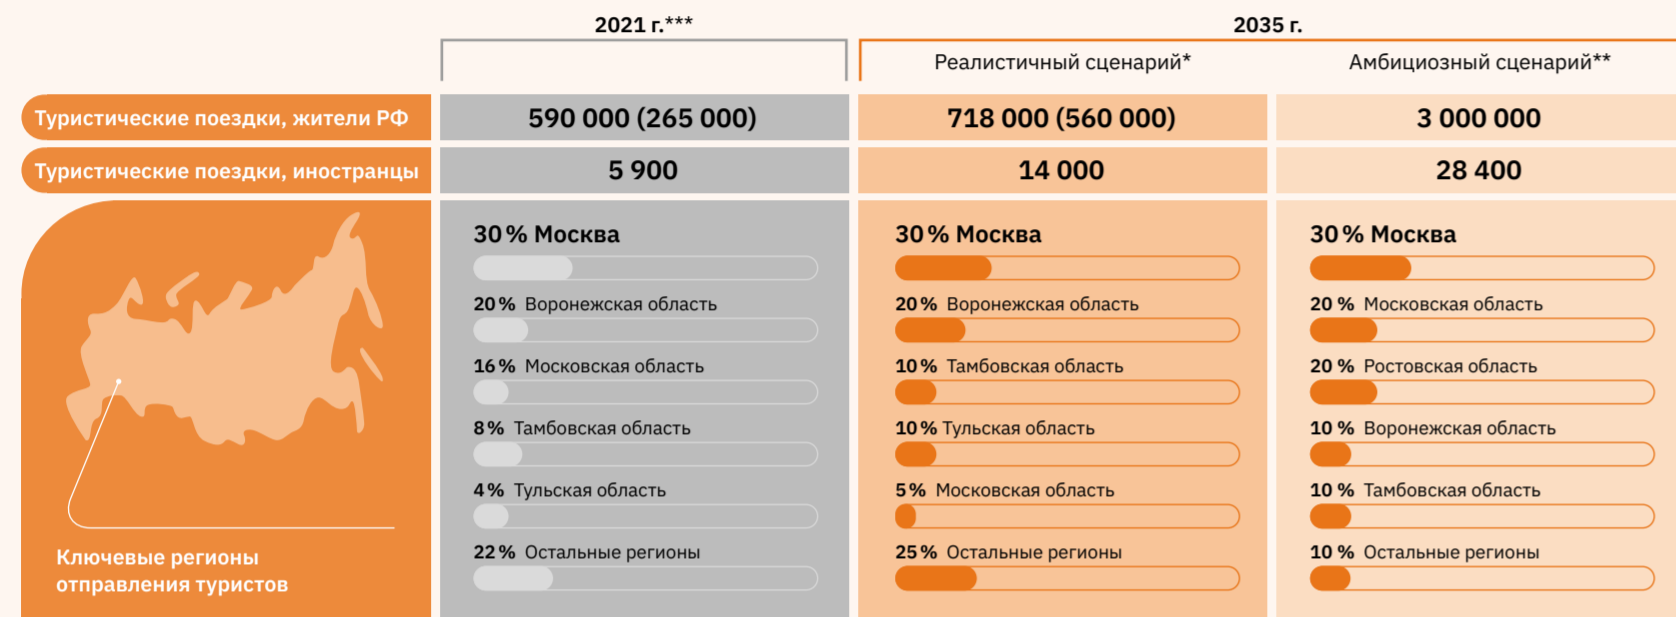 2021 г.***
2035 г.
Реалистичный сценарий*
Амбициозный сценарий**
Туристические поездки, жители РФ
590 000 (265 000)
718 000 (560 000)
3 000 000
Туристические поездки, иностранцы
5 900
14 000
28 400
Ключевые регионы
отправления туристов
30 % Москва
20 % Воронежская область
16 % Московская область
8 % Тамбовская область
4 % Тульская область
22 % Остальные регионы
30 % Москва
20 % Воронежская область
10 % Тамбовская область
10 % Тульская область
5 % Московская область
25 % Остальные регионы
30 % Москва
20 % Московская область
20 % Ростовская область
10 % Воронежская область
10 % Тамбовская область
10 % Остальные регионы